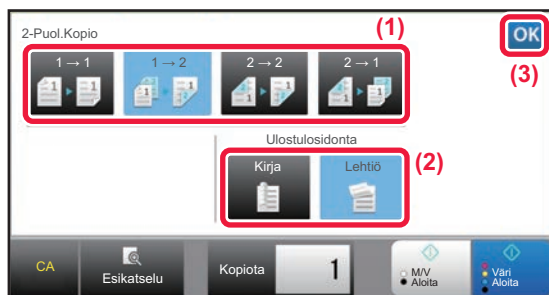 2-Puol.Kopio
(1)
OK
1 → 1
1 → 2
2 → 2
2 → 1
(3)
Ulostulosidonta
Kirja
Lehtiö
(2)
CA
Esikatselu
Kopiota
1
M/V
Aloita
Väri
Aloita